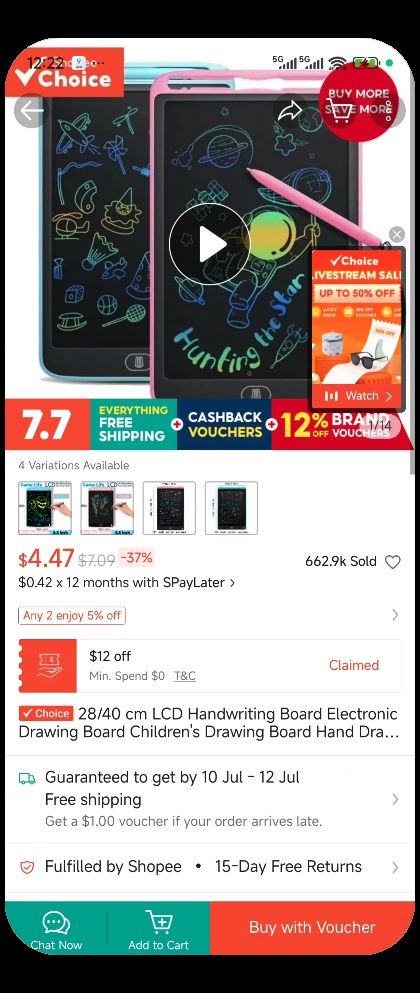 12:22
5G 5G
Choice
BUY MORE
SAVE MORE
Choice
LIVESTREAM SAL
UP TO 50% OFF
50% OFF
Watch >
Hunting the Star
7.7
EVERYTHING
FREE
SHIPPING
+
CASHBACK
VOUCHERS
+
12% OFF
BRAND
VOUCHERS
1/14
4 Variations Available
$4.47 $7.09 -37%
662.9k Sold
$0.42 x 12 months with SPayLater >
Any 2 enjoy 5% off
$12 off
Min. Spend $0 T&C
Claimed
Choice 28/40 cm LCD Handwriting Board Electronic
Drawing Board Children's Drawing Board Hand Dra...
Guaranteed to get by 10 Jul - 12 Jul
Free shipping
Get a $1.00 voucher if your order arrives late.
Fulfilled by Shopee • 15-Day Free Returns
Chat Now
Add to Cart
Buy with Voucher